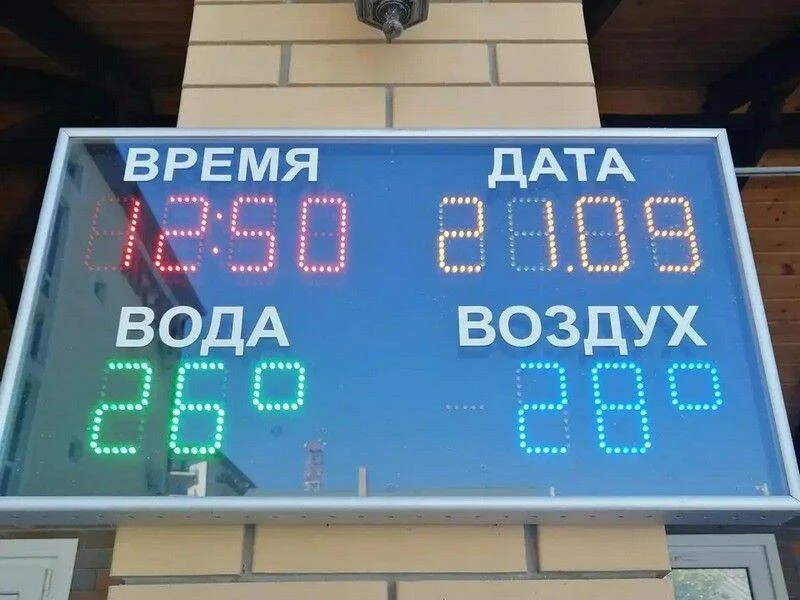 ВРЕМЯ ДАТА
12:50 21.09
ВОДА ВОЗДУХ
26° 28°